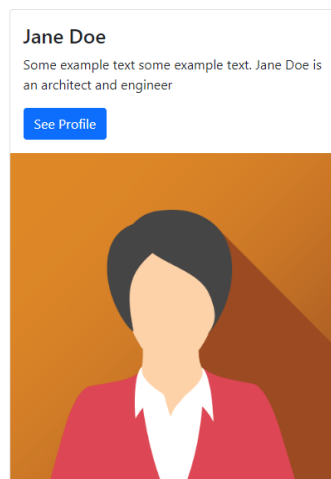 Jane Doe
Some example text some example text. Jane Doe is
an architect and engineer
See Profile